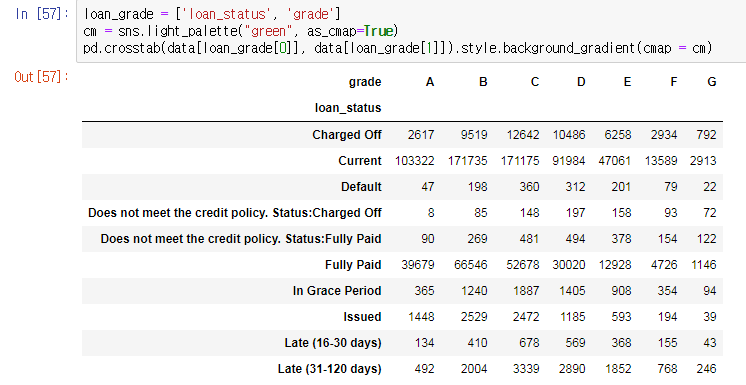 In [57]: loan_grade = ['loan_status', 'grade']
cm = sns.light_palette("green", as_cmap=True)
pd.crosstab(data[loan_grade[0]], data[loan_grade[1]]).style.background_gradient(cmap = cm)
Out[57]: grade A B C D E F G
loan_status
Charged Off 2617 9519 12642 10486 6258 2934 792
Current 103322 171735 171175 91984 47061 13589 2913
Default 47 198 360 312 201 79 22
Does not meet the credit policy. Status:Charged Off 8 85 148 197 158 93 72
Does not meet the credit policy. Status:Fully Paid 90 269 481 494 378 154 122
Fully Paid 39679 66546 52678 30020 12928 4726 1146
In Grace Period 365 1240 1887 1405 908 354 94
Issued 1448 2529 2472 1185 593 194 39
Late (16-30 days) 134 410 678 569 368 155 43
Late (31-120 days) 492 2004 3339 2890 1852 768 246